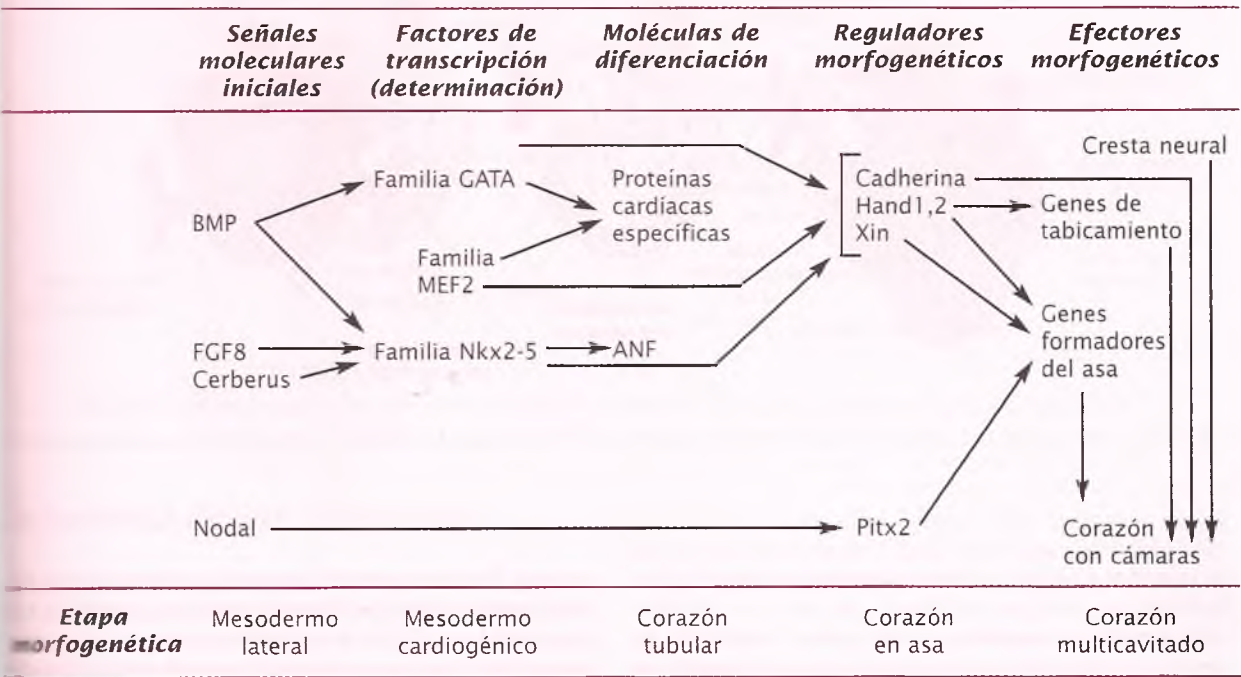 Señales moleculares iniciales
Factores de transcripción (determinación)
Moléculas de diferenciación
Reguladores morfogenéticos
Efectores morfogenéticos
BMP
FGF8
Cerberus
Nodal
Familia GATA
Familia
MEF2
Familia Nkx2-5
Proteínas
cardíacas
específicas
ANF
Cadherina
Hand1,2
Xin
Pitx2
Cresta neural
Genes de
tabicamiento
Genes
formadores
del asa
Corazón
con cámaras
Etapa
morfogenética
Mesodermo
lateral
Mesodermo
cardiogénico
Corazón
tubular
Corazón
en asa
Corazón
multicavitado